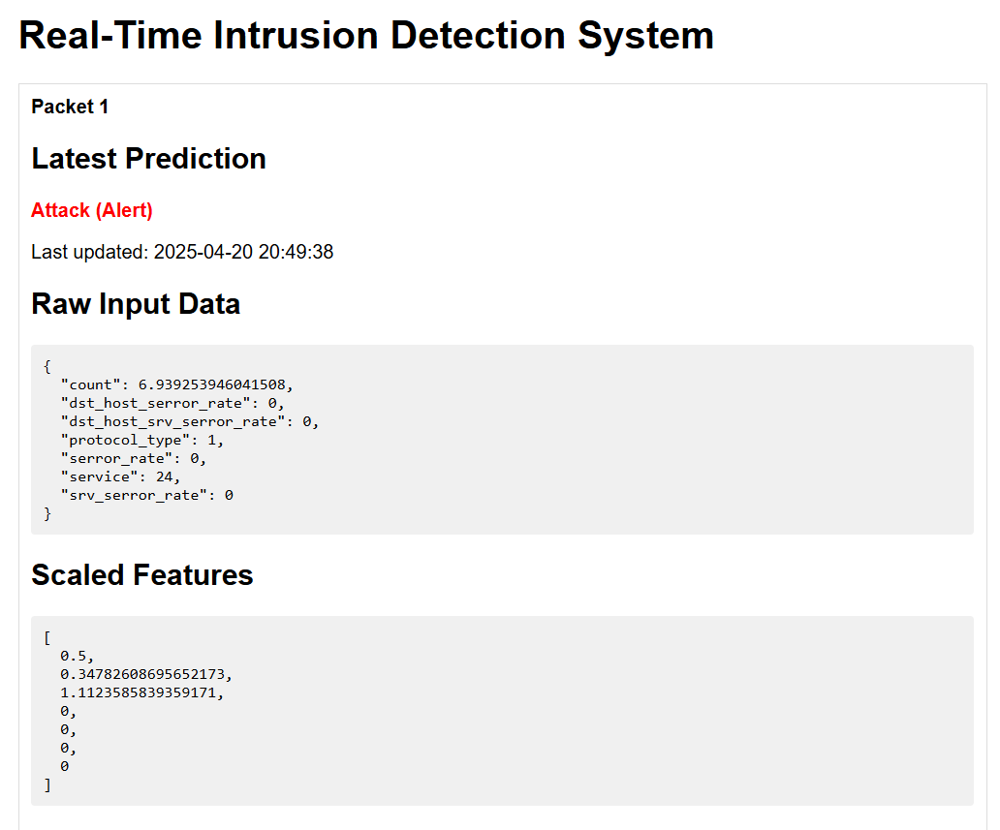 Real-Time Intrusion Detection System
Packet 1
Latest Prediction
Attack (Alert)
Last updated: 2025-04-20 20:49:38
Raw Input Data
{
  "count": 6.939253946041508,
  "dst_host_serror_rate": 0,
  "dst_host_srv_serror_rate": 0,
  "protocol_type": 1,
  "serror_rate": 0,
  "service": 24,
  "srv_serror_rate": 0
}
Scaled Features
[
  0.5,
  0.34782608695652173,
  1.1123585839359171,
  0,
  0,
  0,
  0
]